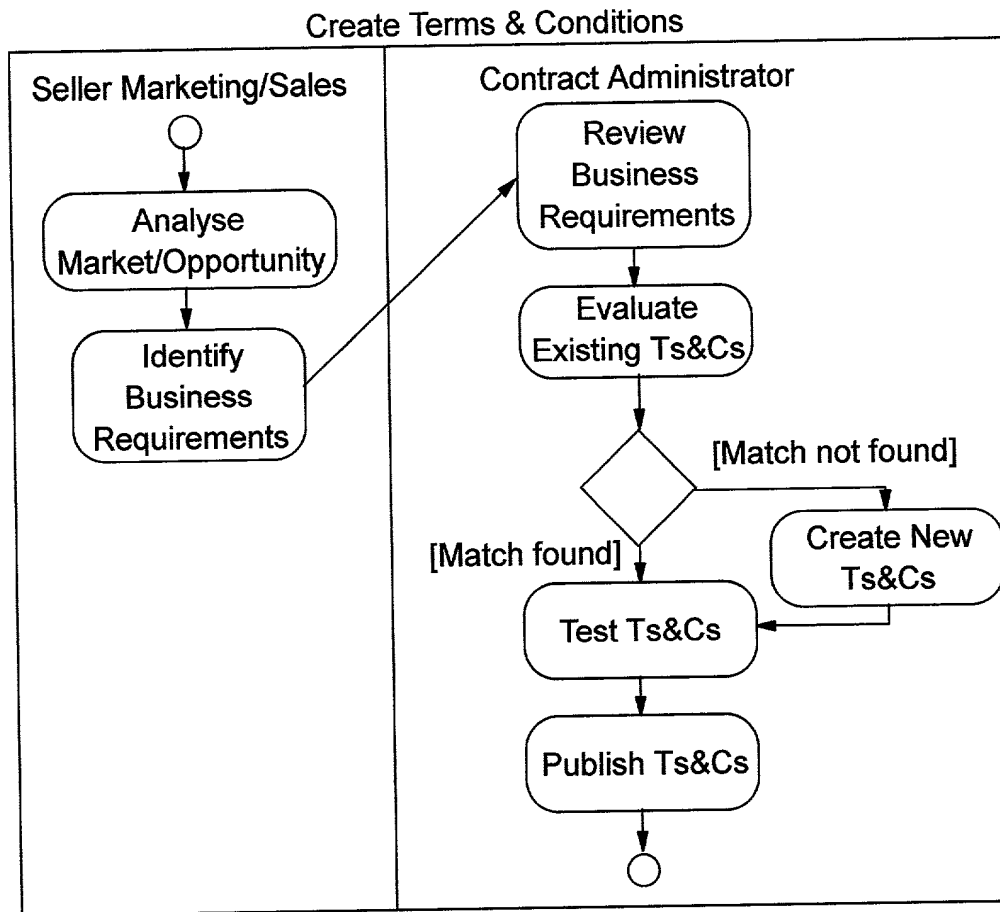 Create Terms & Conditions
Seller Marketing/Sales
Analyse
Market/Opportunity
Identify
Business
Requirements
Contract Administrator
Review
Business
Requirements
Evaluate
Existing Ts&Cs
[Match not found]
[Match found]
Create New
Ts&Cs
Test Ts&Cs
Publish Ts&Cs